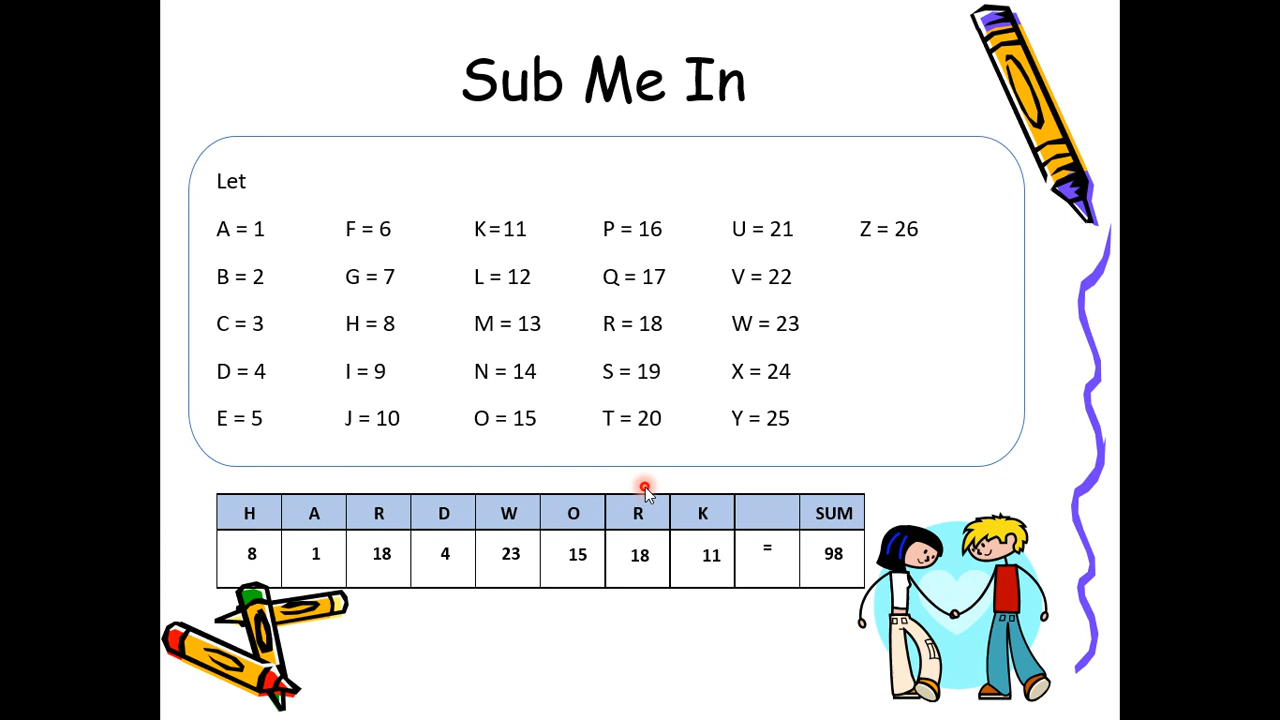 Sub Me In
Let
A = 1 F = 6 K=11 P = 16 U = 21 Z = 26
B = 2 G = 7 L = 12 Q = 17 V = 22
C = 3 H = 8 M = 13 R = 18 W = 23
D = 4 I = 9 N = 14 S = 19 X = 24
E = 5 J = 10 O = 15 T = 20 Y = 25
H A R D W O R K SUM
8 1 18 4 23 15 18 11 = 98